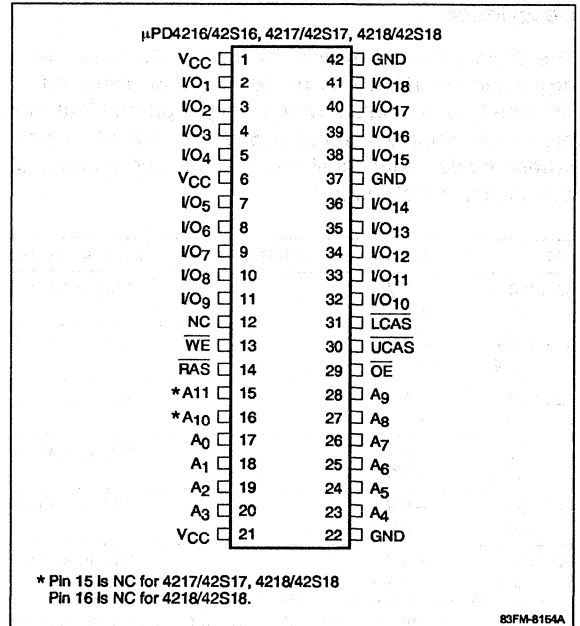 µPD4216/42S16, 4217/42S17, 4218/42S18
VCC 1 42 GND
I/O1 2 41 I/O18
I/O2 3 40 I/O17
I/O3 4 39 I/O16
I/O4 5 38 I/O15
VCC 6 37 GND
I/O5 7 36 I/O14
I/O6 8 35 I/O13
I/O7 9 34 I/O12
I/O8 10 33 I/O11
I/O9 11 32 I/O10
NC 12 31 LCAS
WE 13 30 UCAS
RAS 14 29 OE
*A11 15 28 A9
*A10 16 27 A8
A0 17 26 A7
A1 18 25 A6
A2 19 24 A5
A3 20 23 A4
VCC 21 22 GND
* Pin 15 Is NC for 4217/42S17, 4218/42S18
Pin 16 Is NC for 4218/42S18.
83FM-8154A